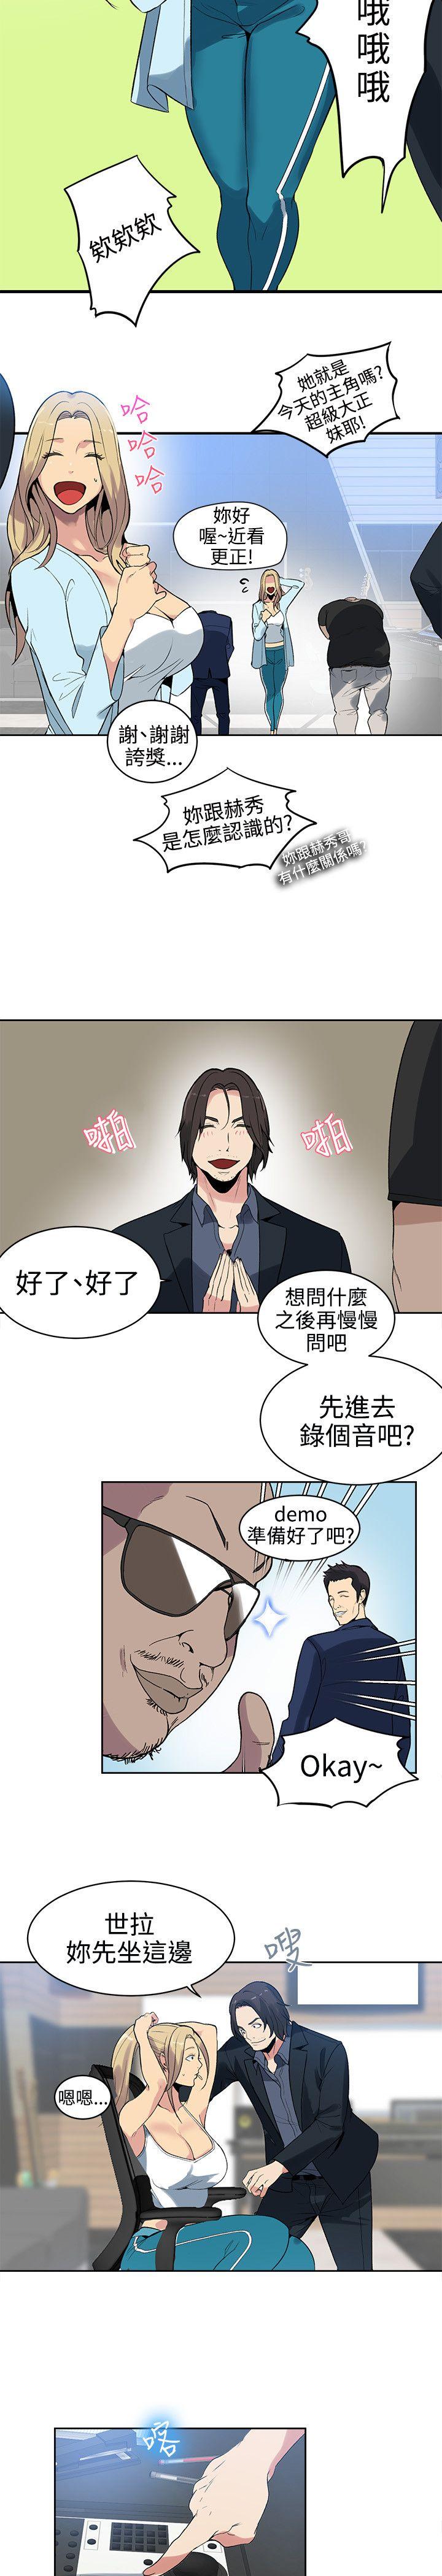 哦哦哦
欸欸欸
她就是
今天的主角嗎?
超級大正
妹耶!
哈
哈
哈
妳好
喔~近看
更正!
謝、謝謝
誇獎...
妳跟赫秀
是怎麼認識的?
妳跟赫秀哥
有什麼關係嗎?
啪
啪
好了、好了
想問什麼
之後再慢慢
問吧
先進去
錄個音吧?
demo
準備好了吧?
Okay~
世拉
妳先坐這邊
嗖
嗯嗯...
喀